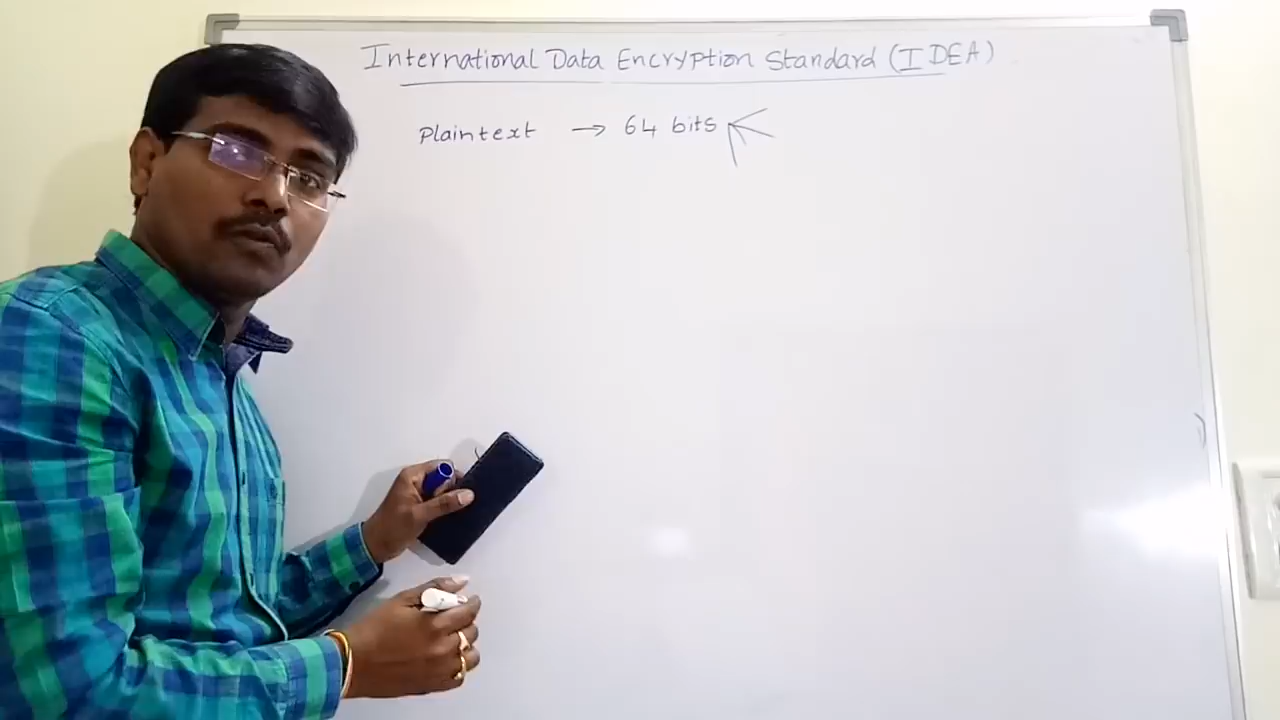 International Data Encryption Standard (IDEA)
Plaintext → 64 bits